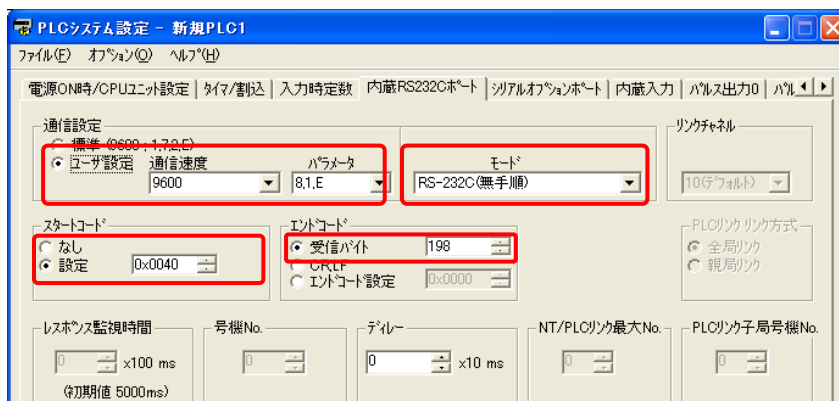 PLCシステム設定 - 新規PLC1
ファイル(F) オプション(O) ヘルプ(H)
電源ON時/CPUユニット設定 タイマ/割込 入力時定数 内蔵RS232Cポート シリアルオプションポート 内蔵入力 パルス出力0 パル
通信設定 リンクチャネル
標準 (9600 ; 1,7,2,E)
ユーザ設定 通信速度 パラメータ モード
9600 8,1,E RS-232C(無手順) 10(デフォルト)
スタートコード エンドコード PLCリンク リンク方式
なし 受信バイト 198 全局リンク
設定 0x0040 CRLF 親局リンク
エンドコード設定 0x0000
レスポンス監視時間 号機No. ディレー NT/PLCリンク最大No. PLCリンク子局号機No.
0 x100 ms 0 0 x10 ms 0 0
(初期値 5000ms)